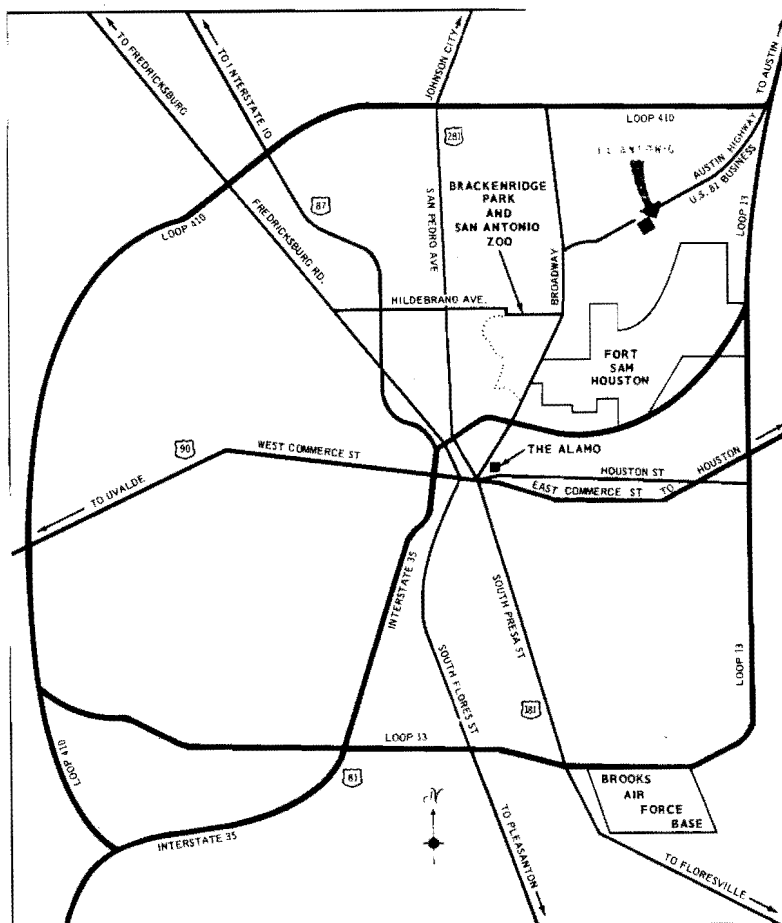 TO FREDRICKSBURG
TO INTERSTATE 10
JOHNSON CITY
TO AUSTIN
LOOP 410
281
AUSTIN HIGHWAY
U.S. 81 BUSINESS
BRACKENRIDGE
PARK
AND
SAN ANTONIO
ZOO
87
SAN PEDRO AVE
LOOP 13
LOOP 410
FREDRICKSBURG RD.
BROADWAY
HILDEBRAND AVE.
FORT
SAM
HOUSTON
90
WEST COMMERCE ST
THE ALAMO
HOUSTON ST
EAST COMMERCE ST
TO HOUSTON
TO UVALDE
INTERSTATE 35
SOUTH PRESA ST
SOUTH FLORES ST
LOOP 13
181
LOOP 13
LOOP 410
81
BROOKS
AIR
FORCE
BASE
N
INTERSTATE 35
TO PLEASANTON
TO FLORESVILLE